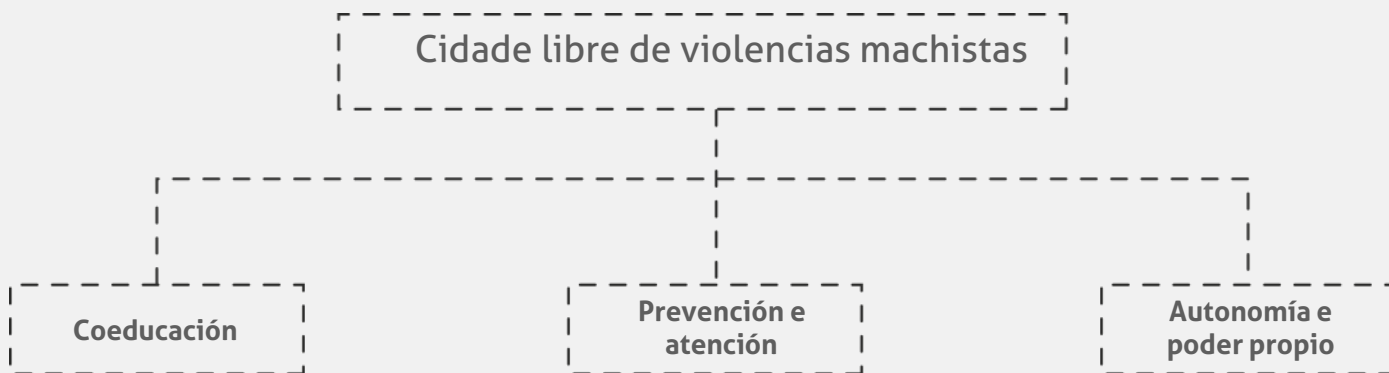 Cidade libre de violencias machistas
Coeducación
Prevención e
atención
Autonomía e
poder propio